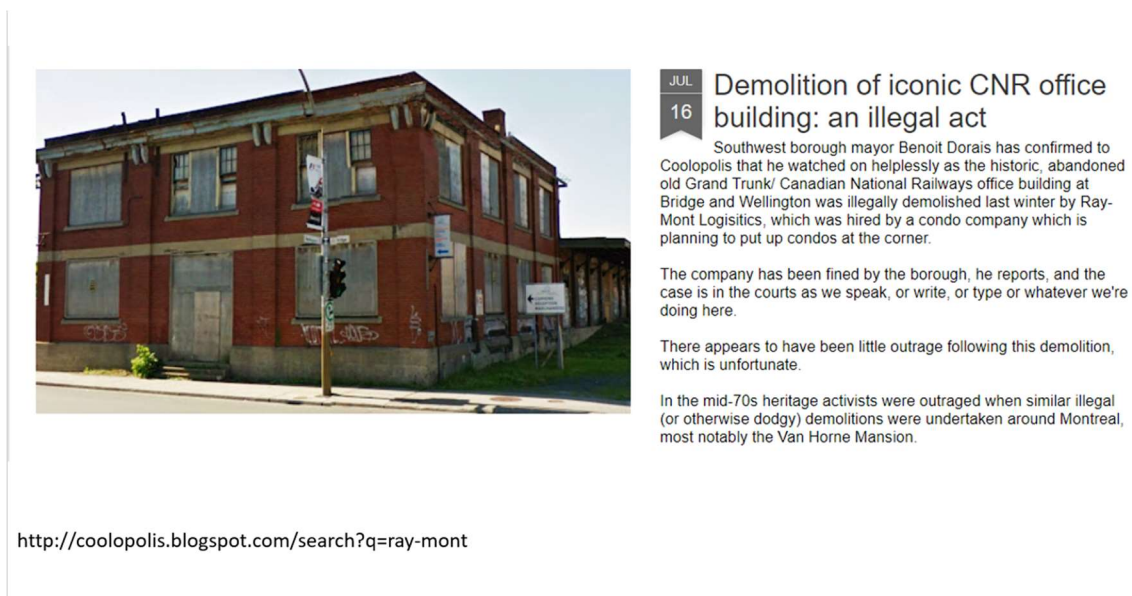 JUL
16
Demolition of iconic CNR office
building: an illegal act
Southwest borough mayor Benoit Dorais has confirmed to
Coolopolis that he watched on helplessly as the historic, abandoned
old Grand Trunk/ Canadian National Railways office building at
Bridge and Wellington was illegally demolished last winter by Ray-
Mont Logisitics, which was hired by a condo company which is
planning to put up condos at the corner.
The company has been fined by the borough, he reports, and the
case is in the courts as we speak, or write, or type or whatever we're
doing here.
There appears to have been little outrage following this demolition,
which is unfortunate.
In the mid-70s heritage activists were outraged when similar illegal
(or otherwise dodgy) demolitions were undertaken around Montreal,
most notably the Van Horne Mansion.
http://coolopolis.blogspot.com/search?q=ray-mont